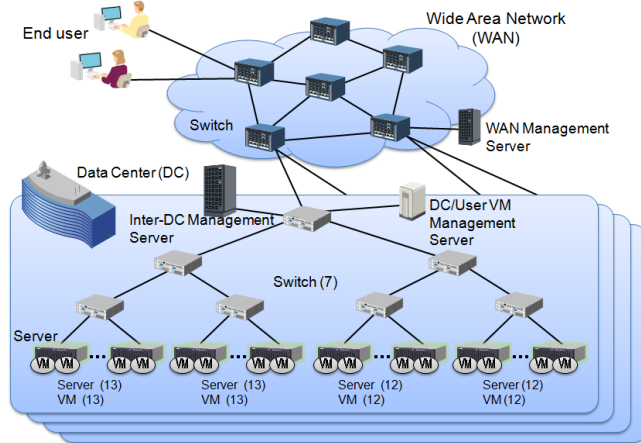 End user
Wide Area Network
(WAN)
Switch
WAN Management
Server
Data Center (DC)
Inter-DC Management
Server
DC/User VM
Management
Server
Switch (7)
Server
VM VM VM VM VM VM VM VM VM VM VM VM VM VM VM VM
Server (13) Server (13) Server (12) Server(12)
VM (13) VM (13) VM (12) VM (12)